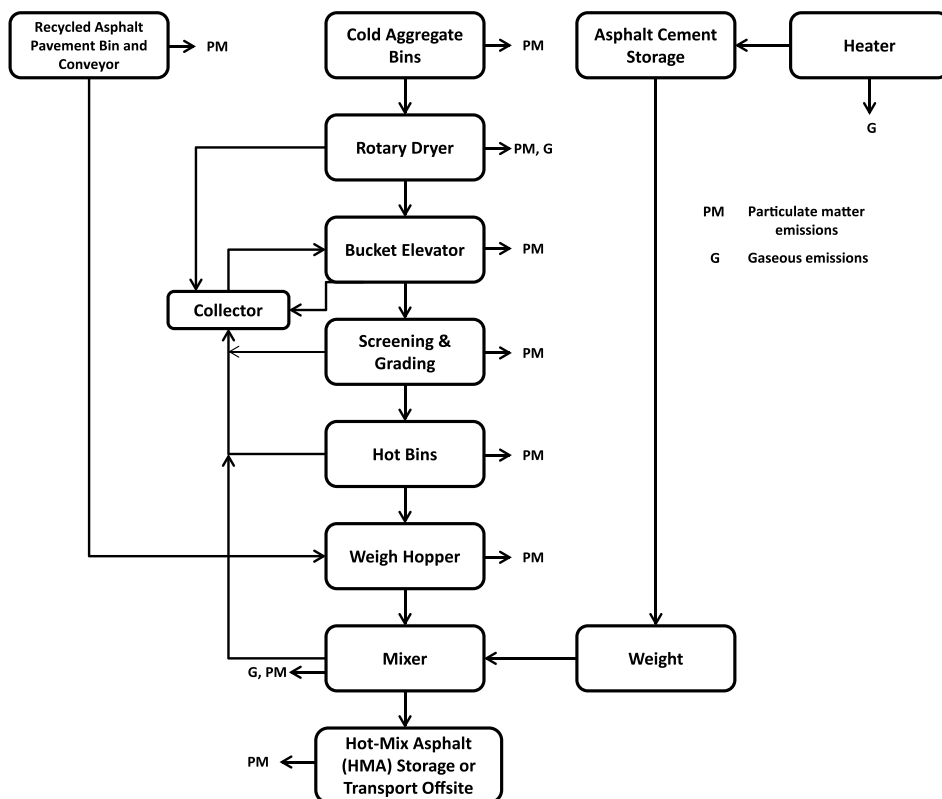 Recycled Asphalt
Pavement Bin and
Conveyor
PM
Cold Aggregate
Bins
PM
Asphalt Cement
Storage
Heater
G
Rotary Dryer
PM, G
PM Particulate matter
emissions
G Gaseous emissions
Bucket Elevator
PM
Collector
Screening &
Grading
PM
Hot Bins
PM
Weigh Hopper
PM
Mixer
G, PM
Weight
Hot-Mix Asphalt
(HMA) Storage or
Transport Offsite
PM